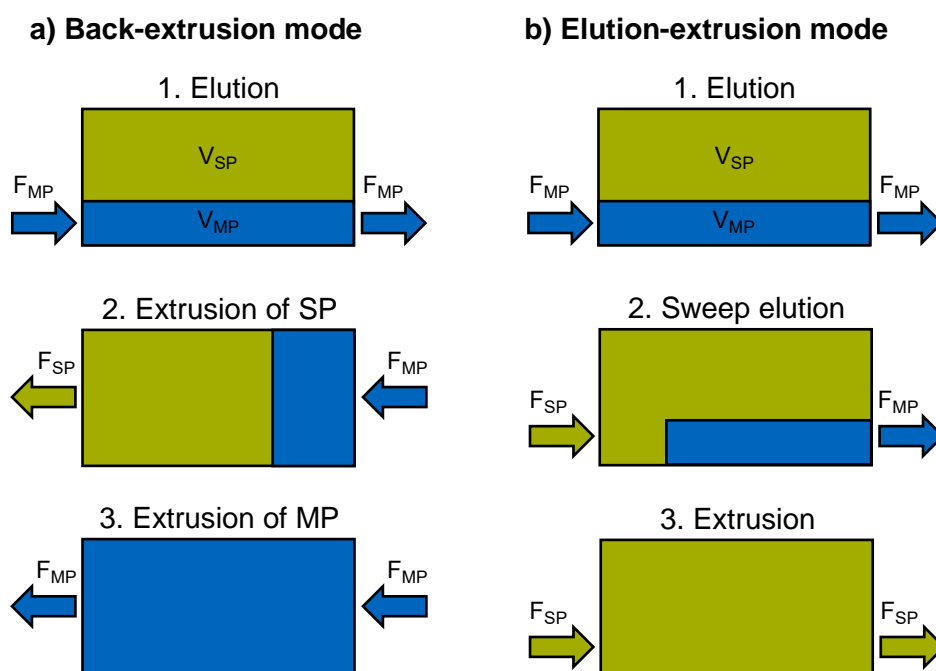 a) Back-extrusion mode
1. Elution
V_SP
F_MP
F_MP
V_MP
2. Extrusion of SP
F_SP
F_MP
3. Extrusion of MP
F_MP
F_MP
b) Elution-extrusion mode
1. Elution
V_SP
F_MP
F_MP
V_MP
2. Sweep elution
F_SP
F_MP
3. Extrusion
F_SP
F_SP